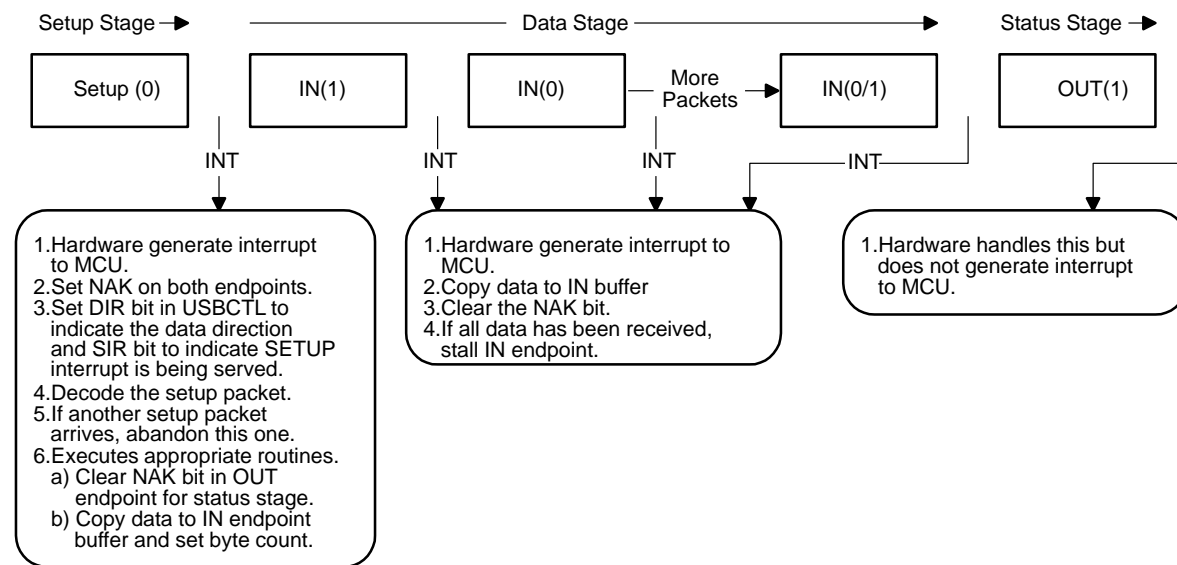 Setup Stage
Data Stage
Status Stage
Setup (0)
IN(1)
IN(0)
More
Packets
IN(0/1)
OUT(1)
INT
INT
INT
INT
1.Hardware generate interrupt
to MCU.
2.Set NAK on both endpoints.
3.Set DIR bit in USBCTL to
indicate the data direction
and SIR bit to indicate SETUP
interrupt is being served.
4.Decode the setup packet.
5.If another setup packet
arrives, abandon this one.
6.Executes appropriate routines.
a) Clear NAK bit in OUT
endpoint for status stage.
b) Copy data to IN endpoint
buffer and set byte count.
1.Hardware generate interrupt to
MCU.
2.Copy data to IN buffer
3.Clear the NAK bit.
4.If all data has been received,
stall IN endpoint.
1.Hardware handles this but
does not generate interrupt
to MCU.